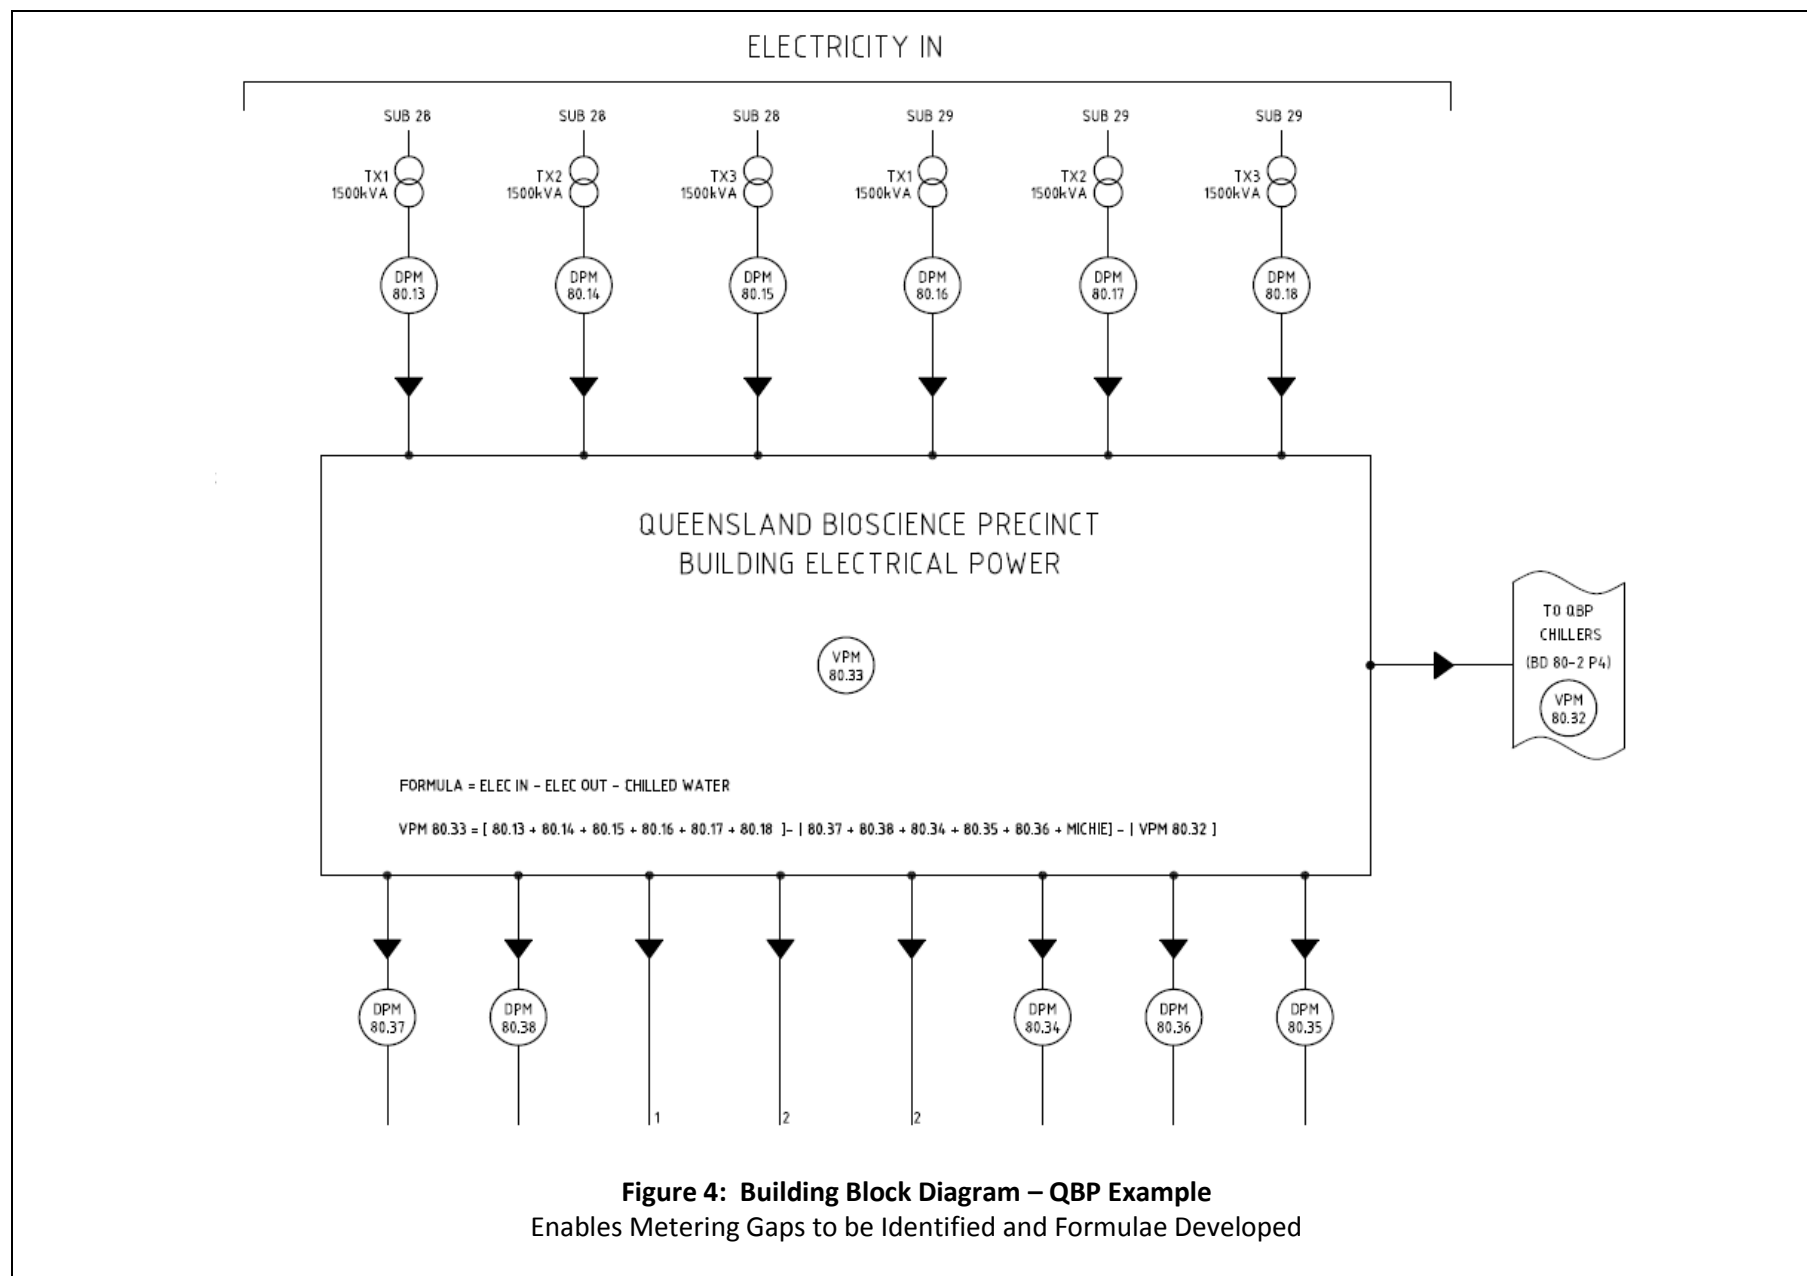 ELECTRICITY IN
SUB 28 SUB 28 SUB 28 SUB 29 SUB 29 SUB 29
TX1 TX2 TX3 TX1 TX2 TX3
1500kVA 1500kVA 1500kVA 1500kVA 1500kVA 1500kVA
DPM DPM DPM DPM DPM DPM
80.13 80.14 80.15 80.16 80.17 80.18
QUEENSLAND BIOSCIENCE PRECINCT
BUILDING ELECTRICAL POWER
TO QBP
CHILLERS
(BD 80-2 P4)
VPM
80.32
VPM
80.33
FORMULA = ELEC IN - ELEC OUT - CHILLED WATER
VPM 80.33 = [ 80.13 + 80.14 + 80.15 + 80.16 + 80.17 + 80.18 ]- | 80.37 + 80.38 + 80.34 + 80.35 + 80.36 + MICHIE] - | VPM 80.32 ]
DPM DPM DPM DPM DPM
80.37 80.38 80.34 80.36 80.35
1 2 2
Figure 4: Building Block Diagram – QBP Example
Enables Metering Gaps to be Identified and Formulae Developed